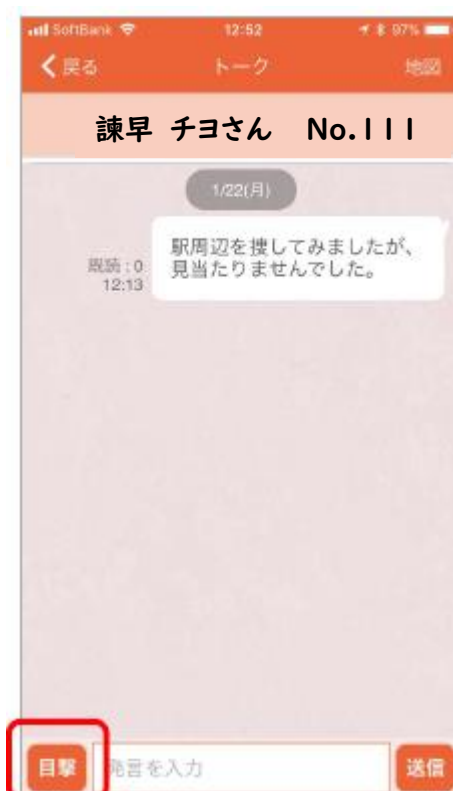 SoftBank 12:52 97%
戻る トーク 地図
諫早 チヨさん No.111
1/22(月)
駅周辺を捜してみましたが、
見当たりませんでした。
既読:0
12:13
目撃 発言を入力 送信